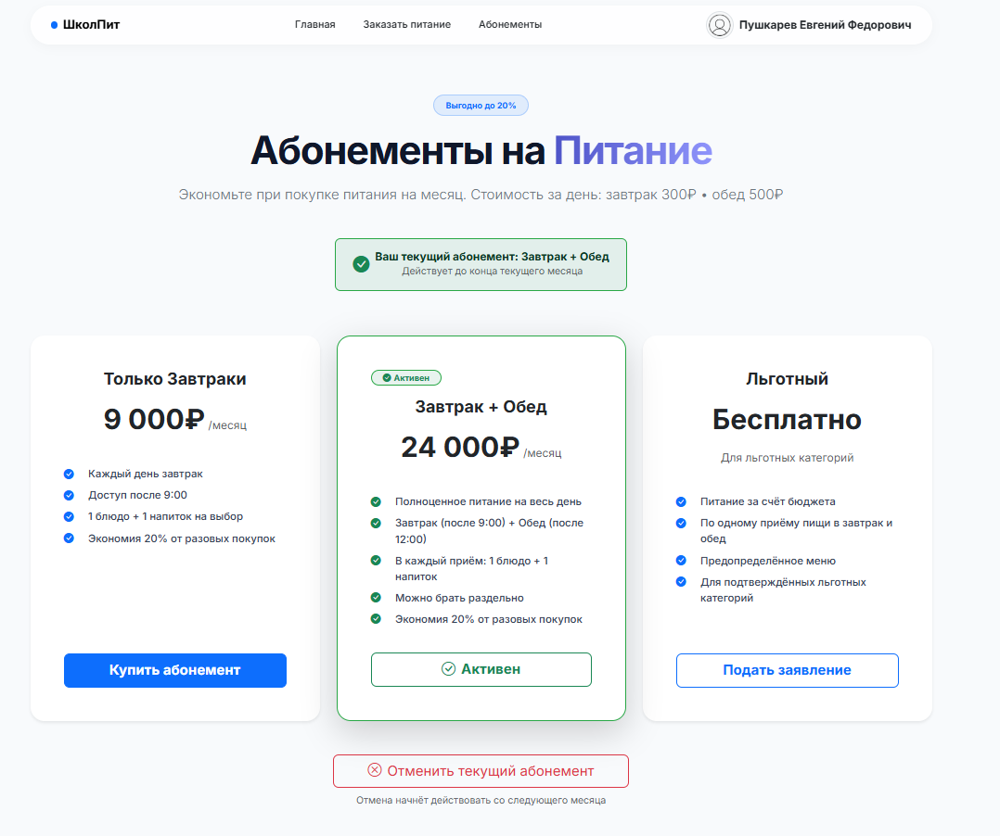 ШколПит
Главная
Заказать питание
Абонементы
Пушкарев Евгений Федорович
Выгодно до 20%
Абонементы на Питание
Экономьте при покупке питания на месяц. Стоимость за день: завтрак 300₽ • обед 500₽
Ваш текущий абонемент: Завтрак + Обед
Действует до конца текущего месяца
Только Завтраки
9 000₽ /месяц
Каждый день завтрак
Доступ после 9:00
1 блюдо + 1 напиток на выбор
Экономия 20% от разовых покупок
Купить абонемент
Активен
Завтрак + Обед
24 000₽ /месяц
Полноценное питание на весь день
Завтрак (после 9:00) + Обед (после
12:00)
В каждый приём: 1 блюдо + 1
напиток
Можно брать раздельно
Экономия 20% от разовых покупок
Активен
Льготный
Бесплатно
Для льготных категорий
Питание за счёт бюджета
По одному приёму пищи в завтрак и
обед
Предопределённое меню
Для подтверждённых льготных
категорий
Подать заявление
Отменить текущий абонемент
Отмена начнёт действовать со следующего месяца